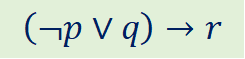 (¬𝑝 ∨ 𝑞) → 𝑟